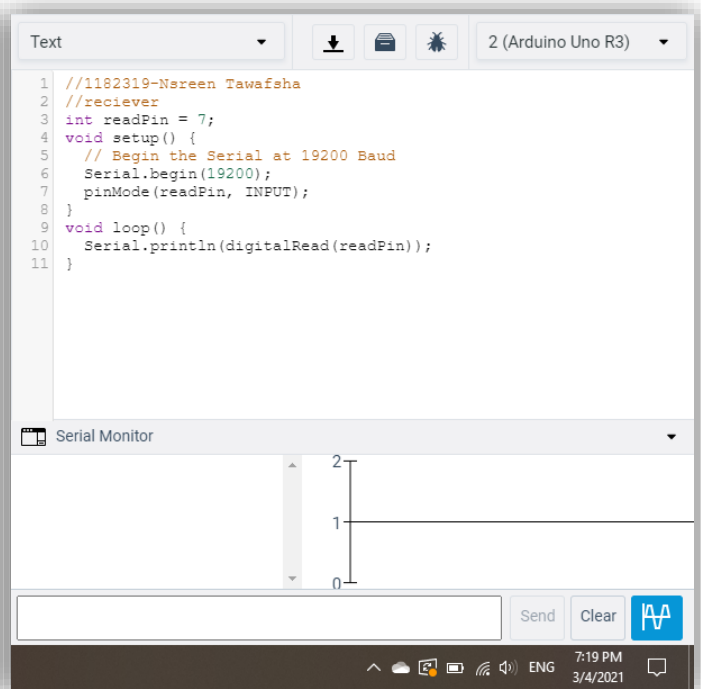 Text
2 (Arduino Uno R3)
1 //1182319-Nsreen Tawafsha
2 //reciever
3 int readPin = 7;
4 void setup() {
5   // Begin the Serial at 19200 Baud
6   Serial.begin(19200);
7   pinMode(readPin, INPUT);
8 }
9 void loop() {
10   Serial.println(digitalRead(readPin));
11 }
Serial Monitor
2
1
0
Send
Clear
ENG
7:19 PM
3/4/2021